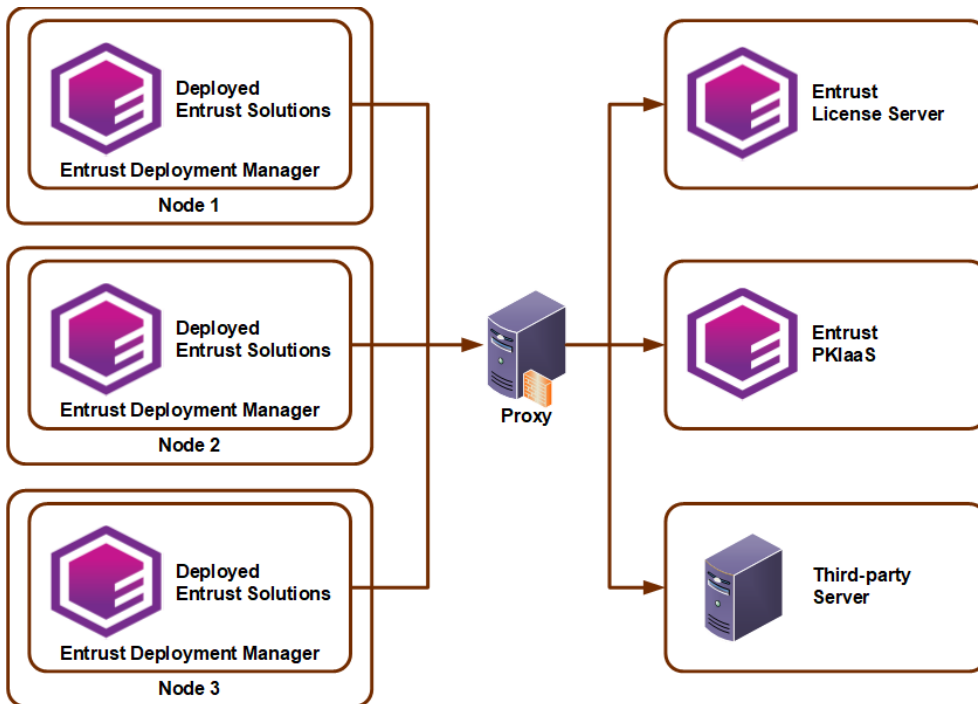 Deployed
Entrust Solutions
Entrust Deployment Manager
Node 1
Deployed
Entrust Solutions
Entrust Deployment Manager
Node 2
Deployed
Entrust Solutions
Entrust Deployment Manager
Node 3
Proxy
Entrust
License Server
Entrust
PKIaaS
Third-party
Server